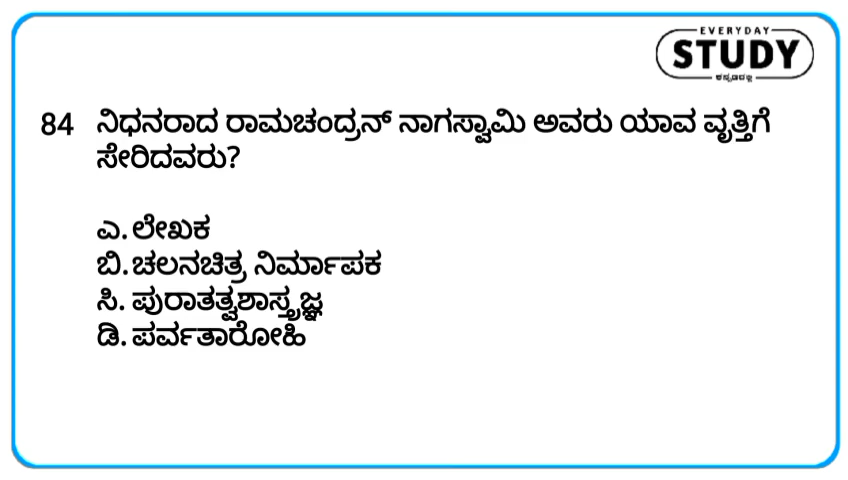 EVERYDAY
STUDY
ಕನ್ನಡದಲ್ಲಿ
84 ನಿಧನರಾದ ರಾಮಚಂದ್ರನ್ ನಾಗಸ್ವಾಮಿ ಅವರು ಯಾವ ವೃತ್ತಿಗೆ
ಸೇರಿದವರು?
ಎ. ಲೇಖಕ
ಬಿ. ಚಲನಚಿತ್ರ ನಿರ್ಮಾಪಕ
ಸಿ. ಪುರಾತತ್ವಶಾಸ್ತ್ರಜ್ಞ
ಡಿ. ಪರ್ವತಾರೋಹಿ